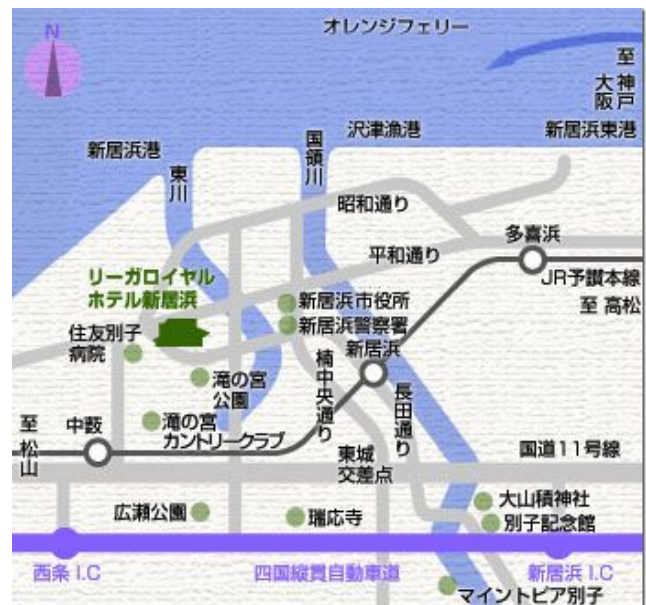 N
オレンジフェリー
至
神戸
大阪
新居浜港
東川
国領川
沢津漁港
新居浜東港
昭和通り
平和通り
多喜浜
JR予讃本線
至 高松
リーガロイヤル
ホテル新居浜
新居浜市役所
新居浜警察署
住友別子
病院
新居浜
滝の宮
公園
楠中央通り
長田通り
至
松山
中萩
滝の宮
カントリークラブ
東城
交差点
国道11号線
広瀬公園
瑞応寺
大山積神社
別子記念館
西条 I.C
四国縦貫自動車道
新居浜 I.C
マイントピア別子